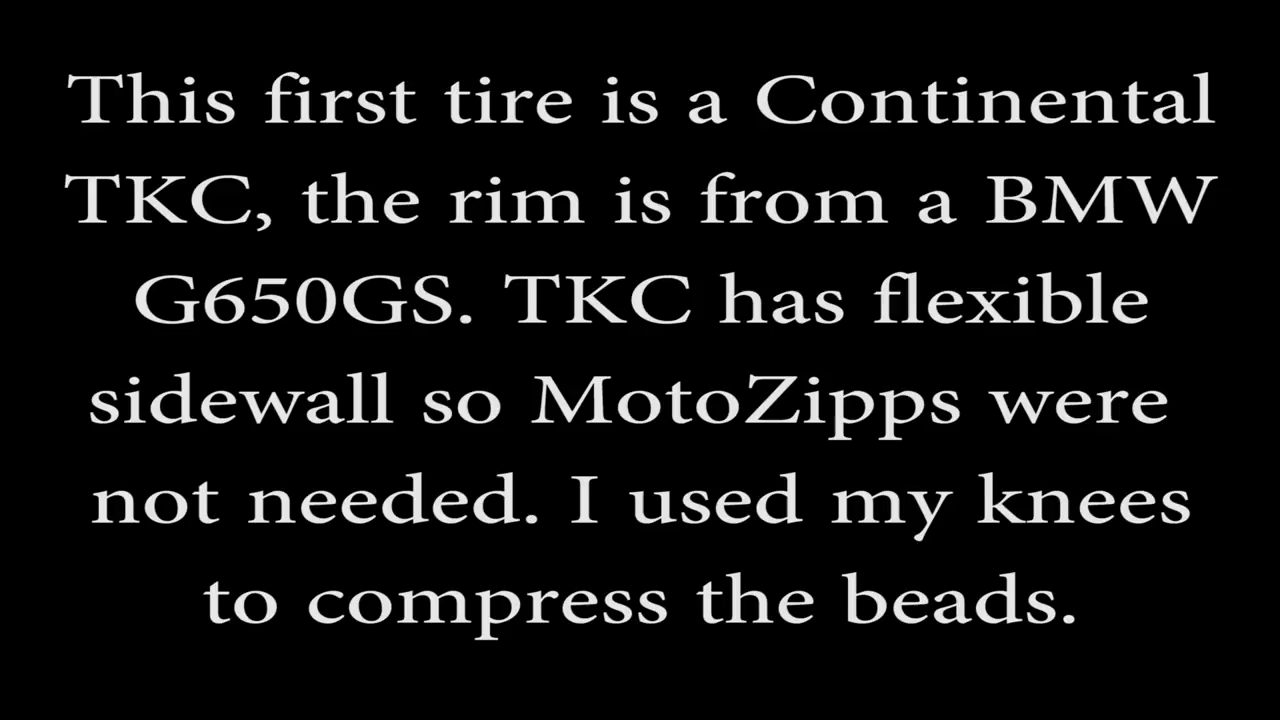 This first tire is a Continental
TKC, the rim is from a BMW
G650GS. TKC has flexible
sidewall so MotoZipps were
not needed. I used my knees
to compress the beads.